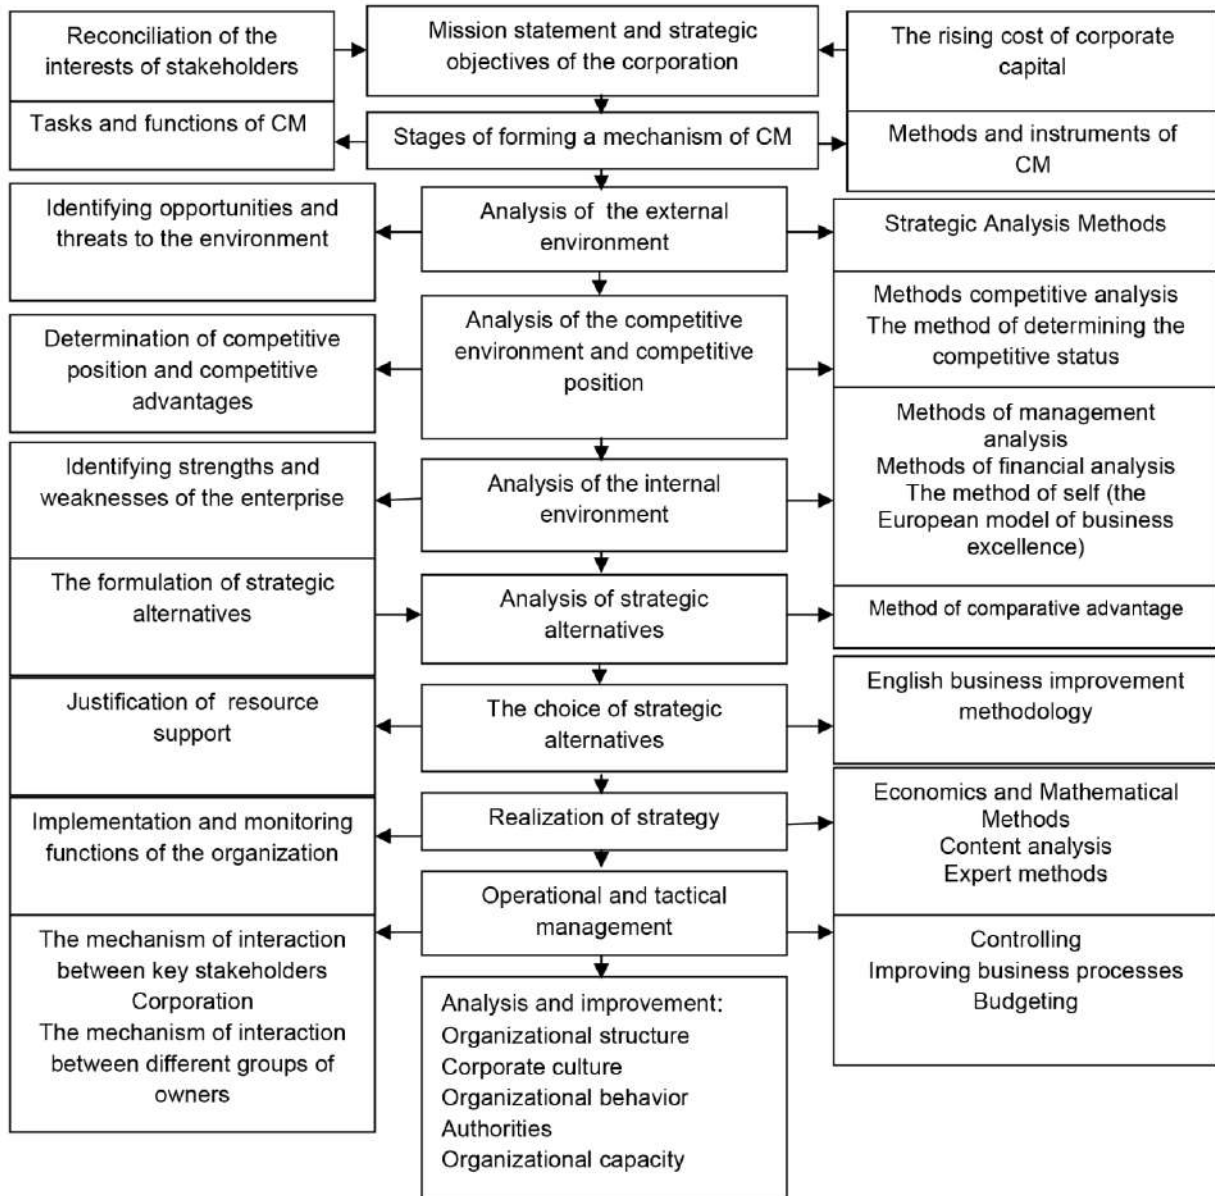 Reconciliation of the
interests of stakeholders
Mission statement and strategic
objectives of the corporation
The rising cost of corporate
capital
Tasks and functions of CM
Stages of forming a mechanism of CM
Methods and instruments of
CM
Identifying opportunities and
threats to the environment
Analysis of the external
environment
Strategic Analysis Methods
Determination of competitive
position and competitive
advantages
Analysis of the competitive
environment and competitive
position
Methods competitive analysis
The method of determining the
competitive status
Identifying strengths and
weaknesses of the enterprise
Analysis of the internal
environment
Methods of management
analysis
Methods of financial analysis
The method of self (the
European model of business
excellence)
The formulation of strategic
alternatives
Analysis of strategic
alternatives
Method of comparative advantage
Justification of resource
support
The choice of strategic
alternatives
English business improvement
methodology
Implementation and monitoring
functions of the organization
Realization of strategy
Economics and Mathematical
Methods
Content analysis
Expert methods
The mechanism of interaction
between key stakeholders
Corporation
The mechanism of interaction
between different groups of
owners
Operational and tactical
management
Controlling
Improving business processes
Budgeting
Analysis and improvement:
Organizational structure
Corporate culture
Organizational behavior
Authorities
Organizational capacity